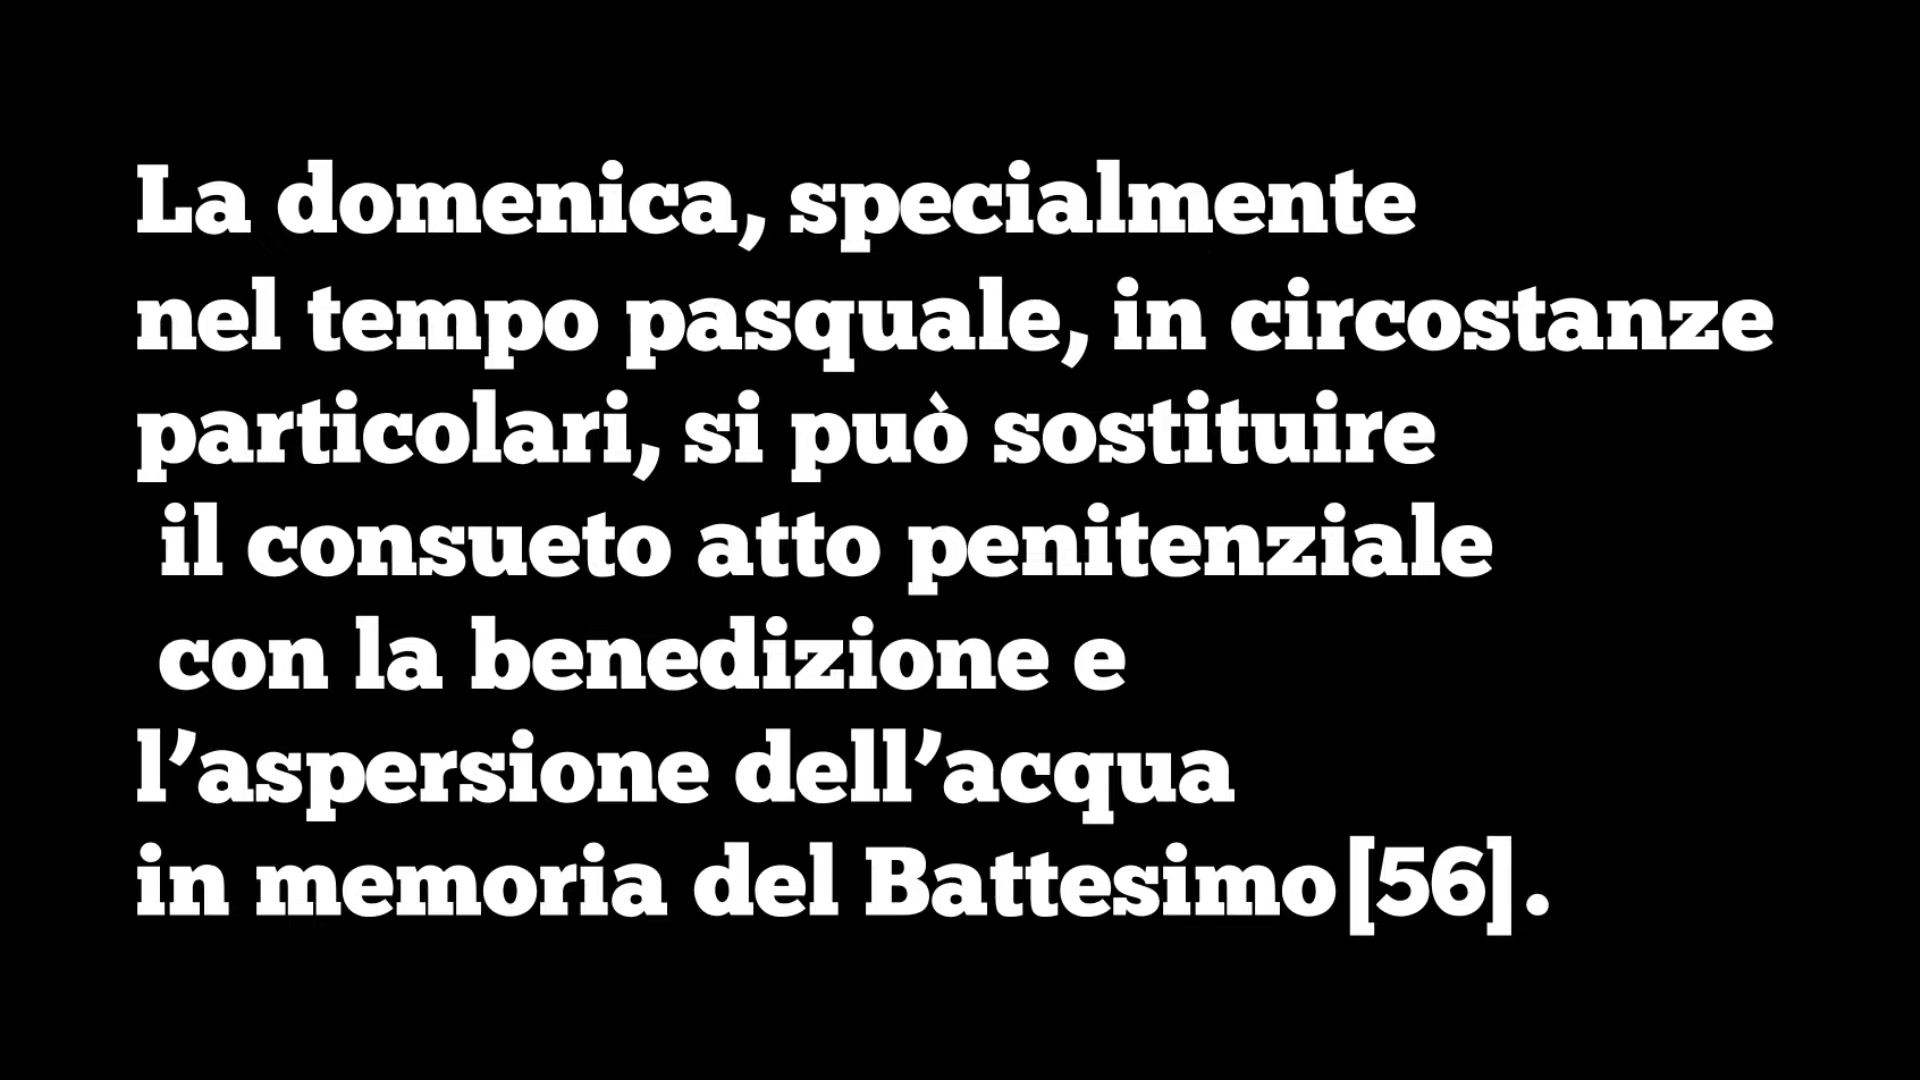 La domenica, specialmente
nel tempo pasquale, in circostanze
particolari, si può sostituire
il consueto atto penitenziale
con la benedizione e
l’aspersione dell’acqua
in memoria del Battesimo[56].